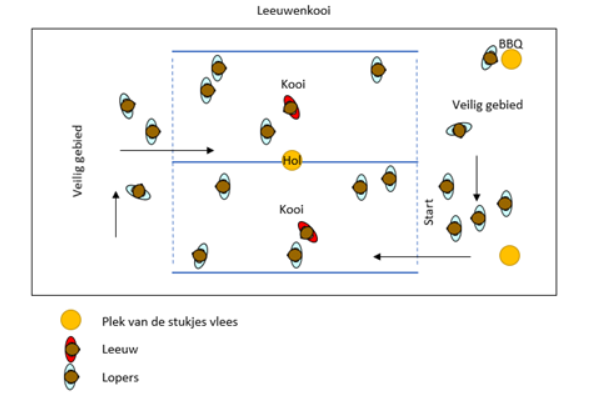 Leeuwenkooi
BBQ
Kooi
Veilig gebied
Veilig gebied
Hol
Kooi
Start
Plek van de stukjes vlees
Leeuw
Lopers